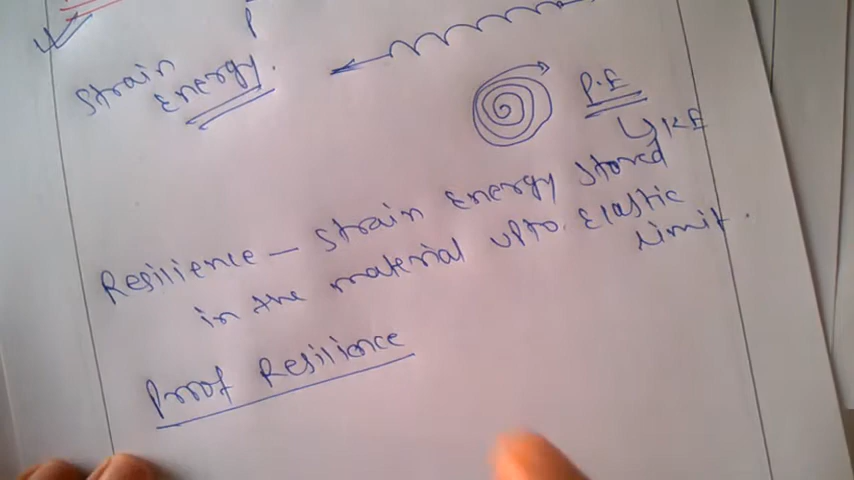 P
Strain
Energy.
P.E
K.E
Resilience - Strain Energy Stored
in the material upto Elastic
Limit.
Proof Resilience